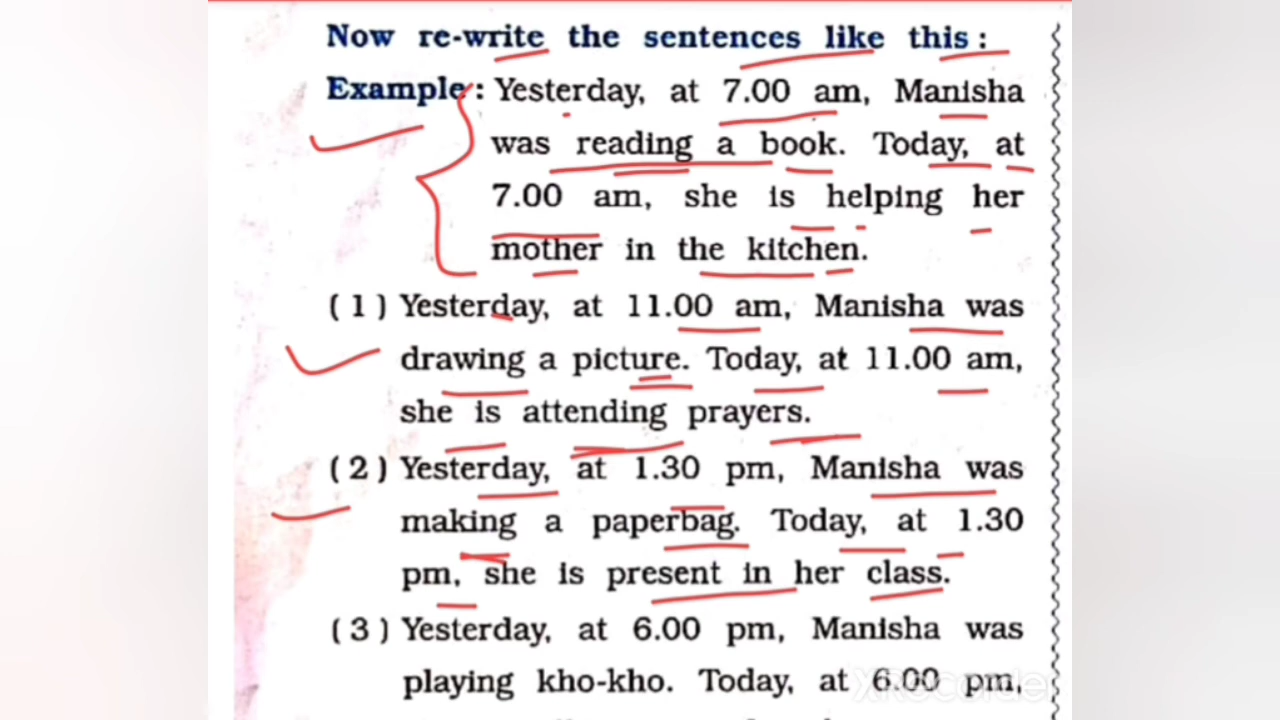 Now re-write the sentences like this :
Example : Yesterday, at 7.00 am, Manisha
was reading a book. Today, at
7.00 am, she is helping her
mother in the kitchen.
(1) Yesterday, at 11.00 am, Manisha was
drawing a picture. Today, at 11.00 am,
she is attending prayers.
(2) Yesterday, at 1.30 pm, Manisha was
making a paperbag. Today, at 1.30
pm, she is present in her class.
(3) Yesterday, at 6.00 pm, Manisha was
playing kho-kho. Today, at 6.00 pm,
XRecorder